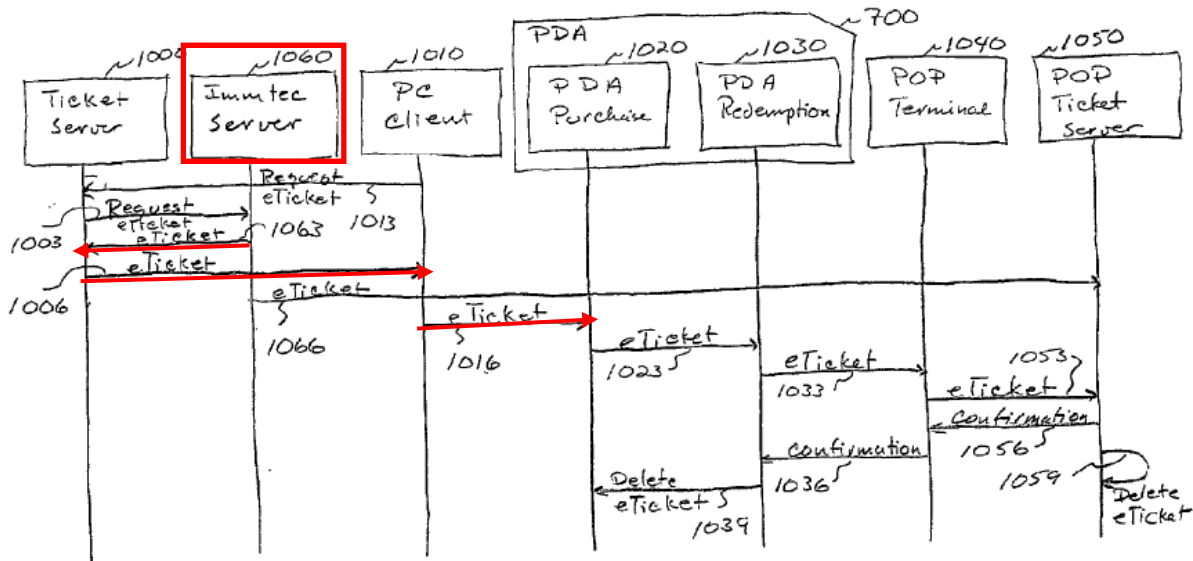 PDA
700
1000
1060
1010
1020
1030
1040
1050
Ticket
Server
Immtec
Server
PC
Client
PDA
Purchase
PDA
Redemption
POP
Terminal
POP
Ticket
Server
Request
eTicket
1013
Request
eTicket
1003
eTicket
1063
eTicket
1006
eTicket
1066
eTicket
1016
eTicket
1023
eTicket
1033
1053
eTicket
Confirmation
1056
Confirmation
1036
1059
Delete
eTicket
Delete
eTicket
1039